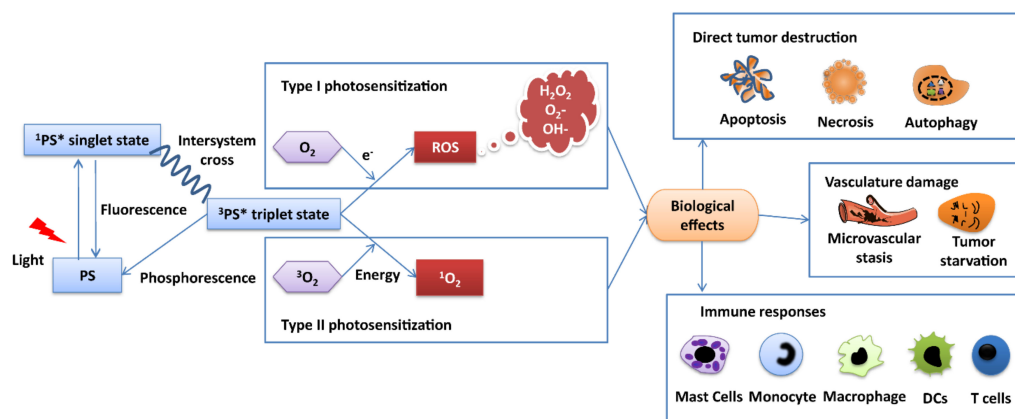 Light
¹PS* singlet state
Fluorescence
PS
Intersystem
cross
³PS* triplet state
Phosphorescence
Type I photosensitization
O₂
e⁻
ROS
H₂O₂
O₂-
OH-
³O₂
Energy
¹O₂
Type II photosensitization
Biological
effects
Direct tumor destruction
Apoptosis
Necrosis
Autophagy
Vasculature damage
Microvascular
stasis
Tumor
starvation
Immune responses
Mast Cells
Monocyte
Macrophage
DCs
T cells